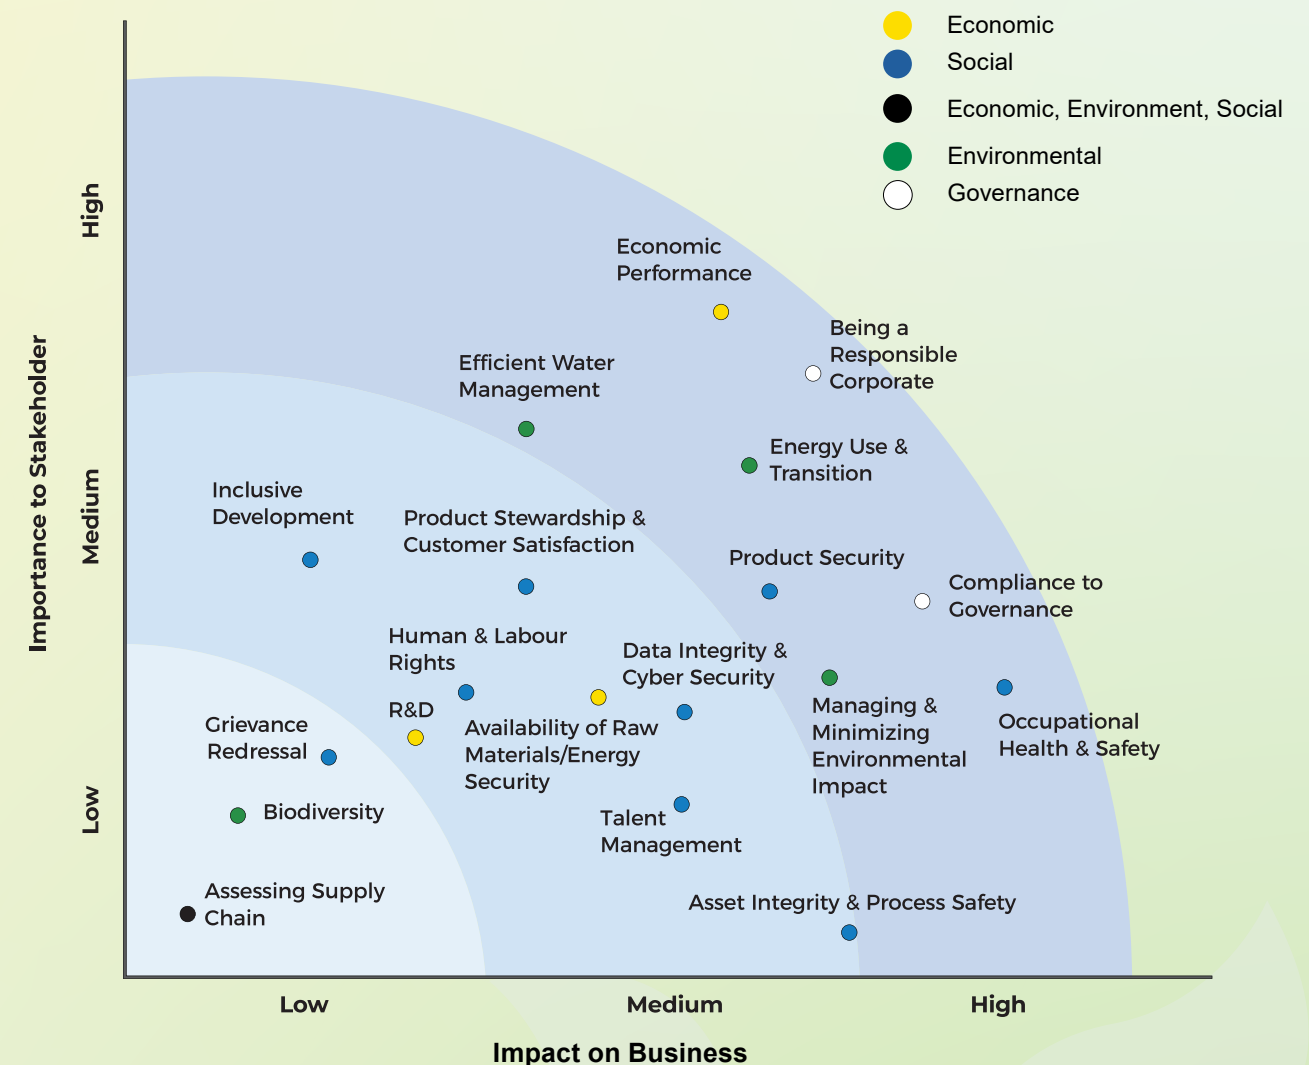 Economic
Social
Economic, Environment, Social
Environmental
Governance
Importance to Stakeholder
High
Medium
Low
Economic
Performance
Being a
Responsible
Corporate
Efficient Water
Management
Energy Use &
Transition
Inclusive
Development
Product Stewardship &
Customer Satisfaction
Product Security
Compliance to
Governance
Human & Labour
Rights
Data Integrity &
Cyber Security
R&D
Availability of Raw
Materials/Energy
Security
Managing &
Minimizing
Environmental
Impact
Occupational
Health & Safety
Grievance
Redressal
Biodiversity
Talent
Management
Assessing Supply
Chain
Asset Integrity & Process Safety
Low
Medium
High
Impact on Business